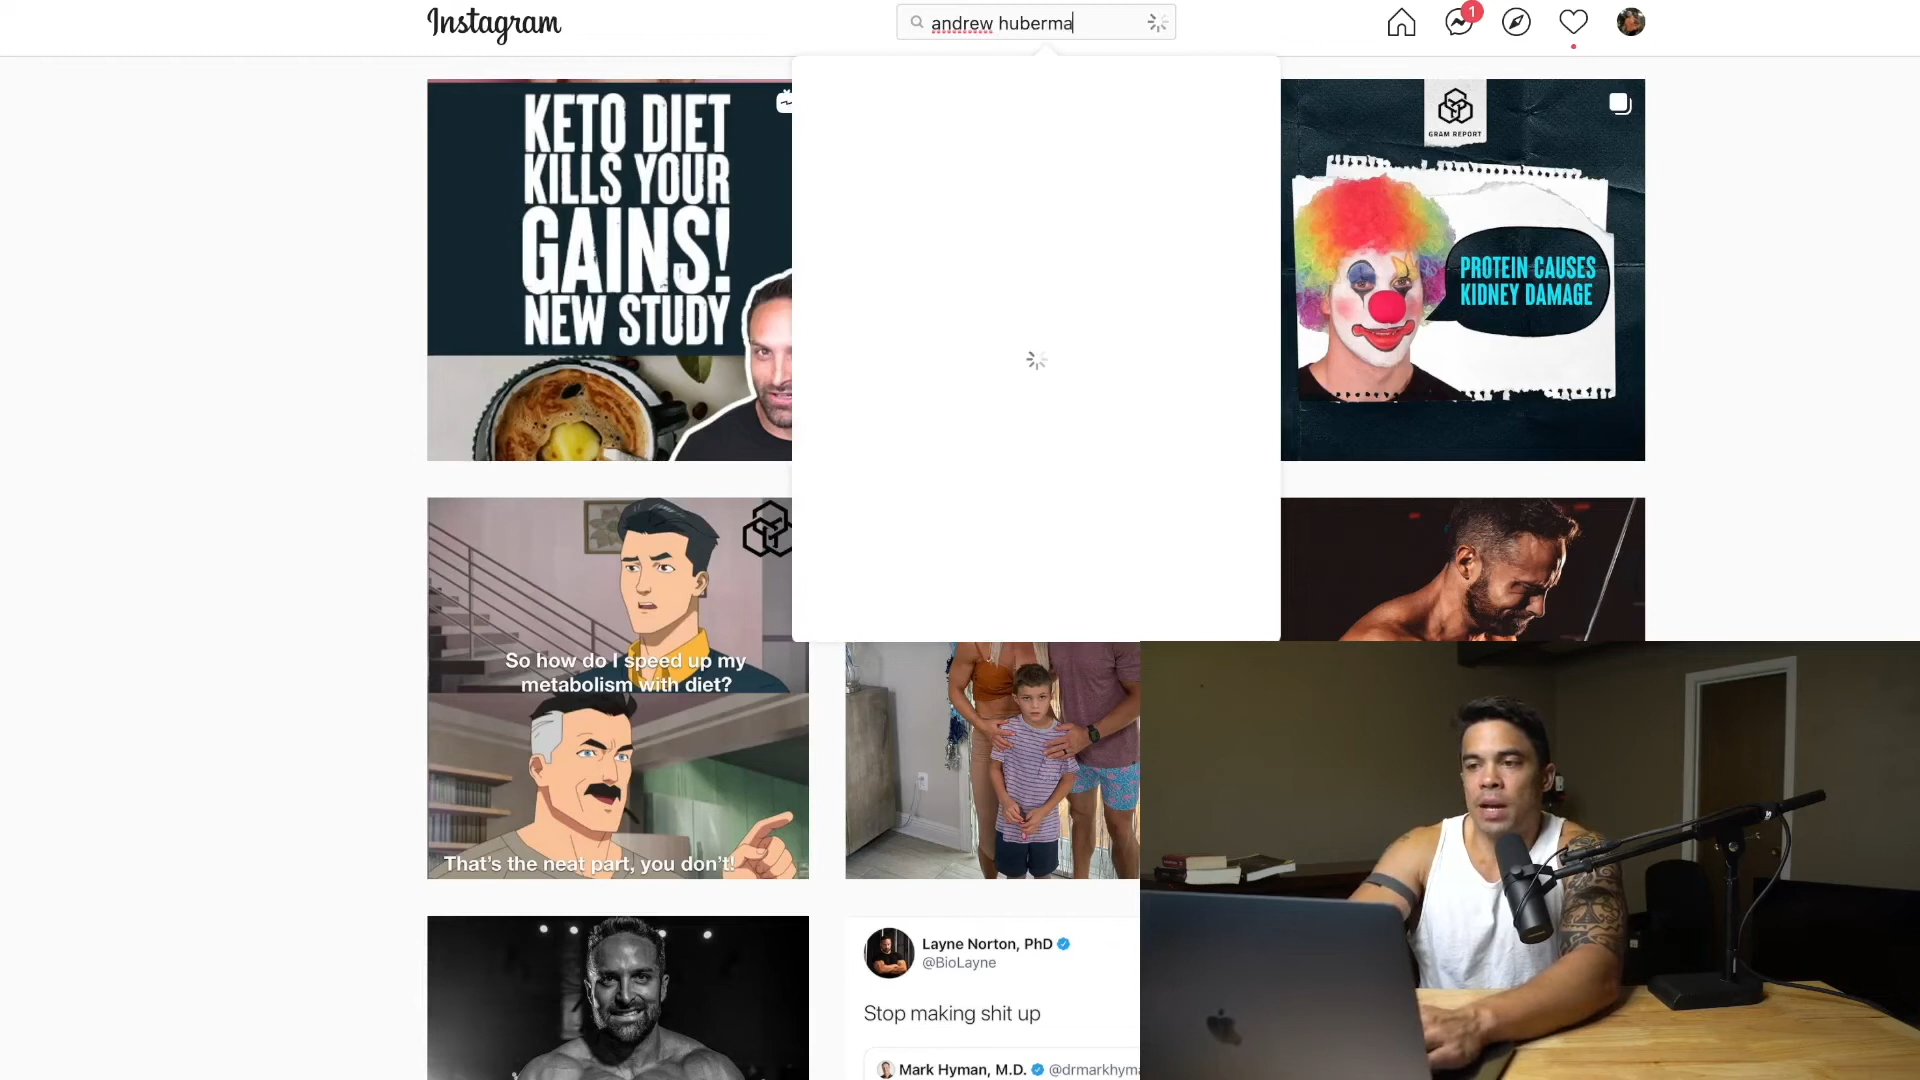 Instagram
andrew huberma
1
KETO DIET
KILLS YOUR
GAINS!
NEW STUDY
GRAM REPORT
PROTEIN CAUSES
KIDNEY DAMAGE
So how do I speed up my
metabolism with diet?
That's the neat part, you don't!
Layne Norton, PhD
@BioLayne
Stop making shit up
Mark Hyman, M.D. @drmarkhyma